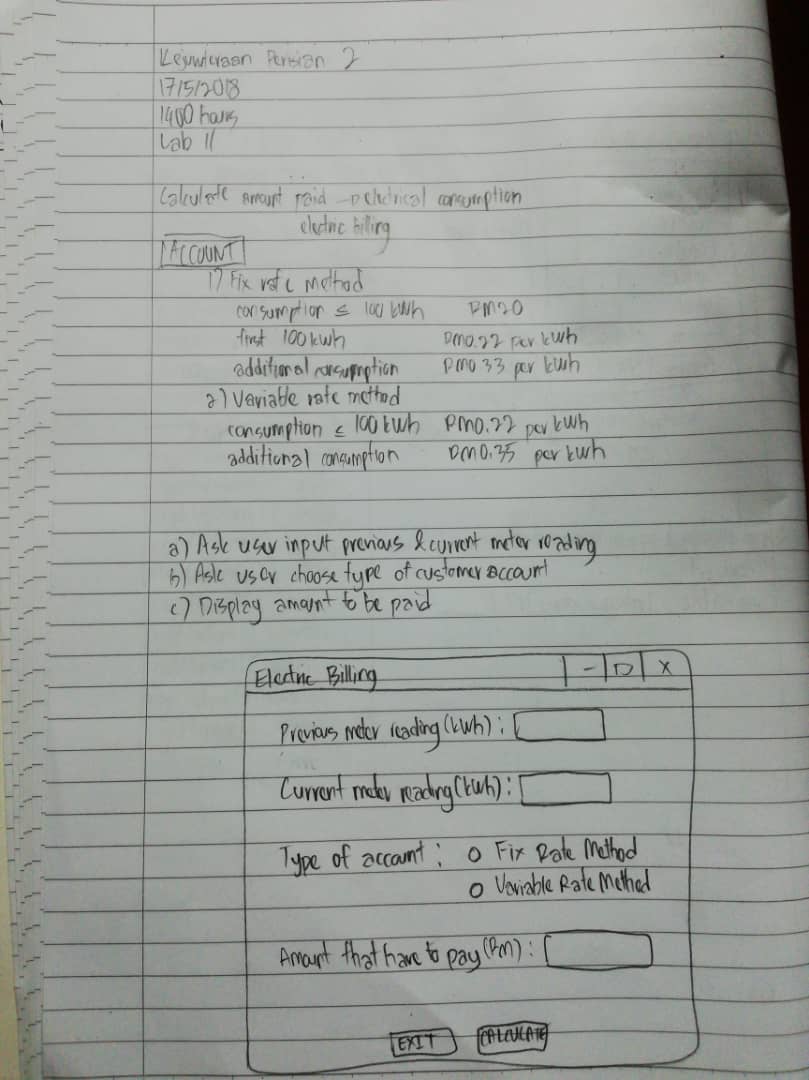 Kejuruteraan Perisian 2
17/5/2018
1400 hours
Lab 11
Calculate amount paid → electrical consumption
electric billing
ACCOUNT
1) Fix rate method
consumption ≤ 100 kWh RM20
first 100 kWh RM0.22 per kWh
additional consumption RM0.33 per kWh
2) Variable rate method
consumption ≤ 100 kWh RM0.22 per kWh
additional consumption RM0.35 per kWh
a) Ask user input previous & current meter reading
b) Ask user choose type of customer account
c) Display amount to be paid
Electric Billing - □ X
Previous meter reading (kWh) :
Current meter reading (kWh) :
Type of account : O Fix Rate Method
O Variable Rate Method
Amount that have to pay (RM) :
EXIT CALCULATE